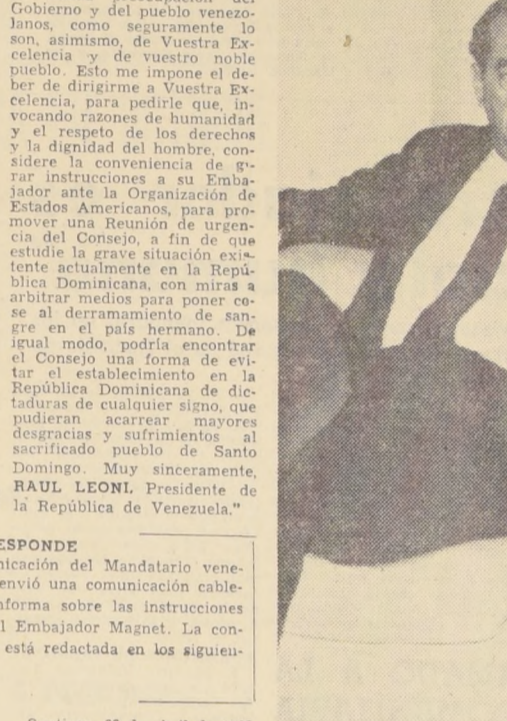 Gobierno y del pueblo venezo-
lanos, como seguramente lo
son, asimismo, de Vuestra Ex-
celencia y de vuestro noble
pueblo. Esto me impone el de-
ber de dirigirme a Vuestra Ex-
celencia, para pedirle que, in-
vocando razones de humanidad
y el respeto de los derechos
y la dignidad del hombre, con-
sidere la conveniencia de gi-
rar instrucciones a su Emba-
jador ante la Organización de
Estados Americanos, para pro-
mover una Reunión de urgen-
cia del Consejo, a fin de que
estudie la grave situación exis-
tente actualmente en la Repú-
blica Dominicana, con miras a
arbitrar medios para poner co-
se al derramamiento de san-
gre en el país hermano. De
igual modo, podría encontrar
el Consejo una forma de evi-
tar el establecimiento en la
República Dominicana de dic-
taduras de cualquier signo, que
pudieran acarrear mayores
desgracias y sufrimientos al
sacrificado pueblo de Santo
Domingo. Muy sinceramente,
RAUL LEONI, Presidente de
la República de Venezuela."
ESPONDE
nicación del Mandatario vene-
envió una comunicación cable-
nforma sobre las instrucciones
l Embajador Magnet. La con-
está redactada en los siguien-